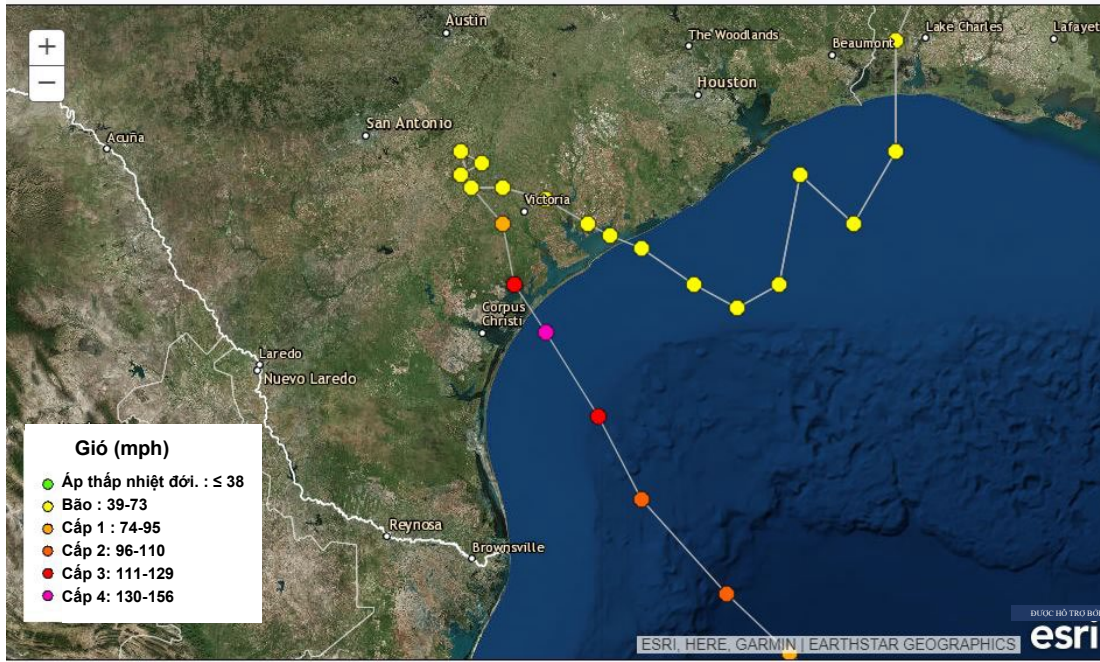 +
−
Austin
The Woodlands
Beaumont
Lake Charles
Lafayet
Houston
San Antonio
Acuña
Victoria
Corpus
Christi
Laredo
Nuevo Laredo
Reynosa
Brownsville
Gió (mph)
Áp thấp nhiệt đới. : ≤ 38
Bão : 39-73
Cấp 1 : 74-95
Cấp 2: 96-110
Cấp 3: 111-129
Cấp 4: 130-156
ĐƯỢC HỖ TRỢ BỞI
ESRI, HERE, GARMIN | EARTHSTAR GEOGRAPHICS
esri